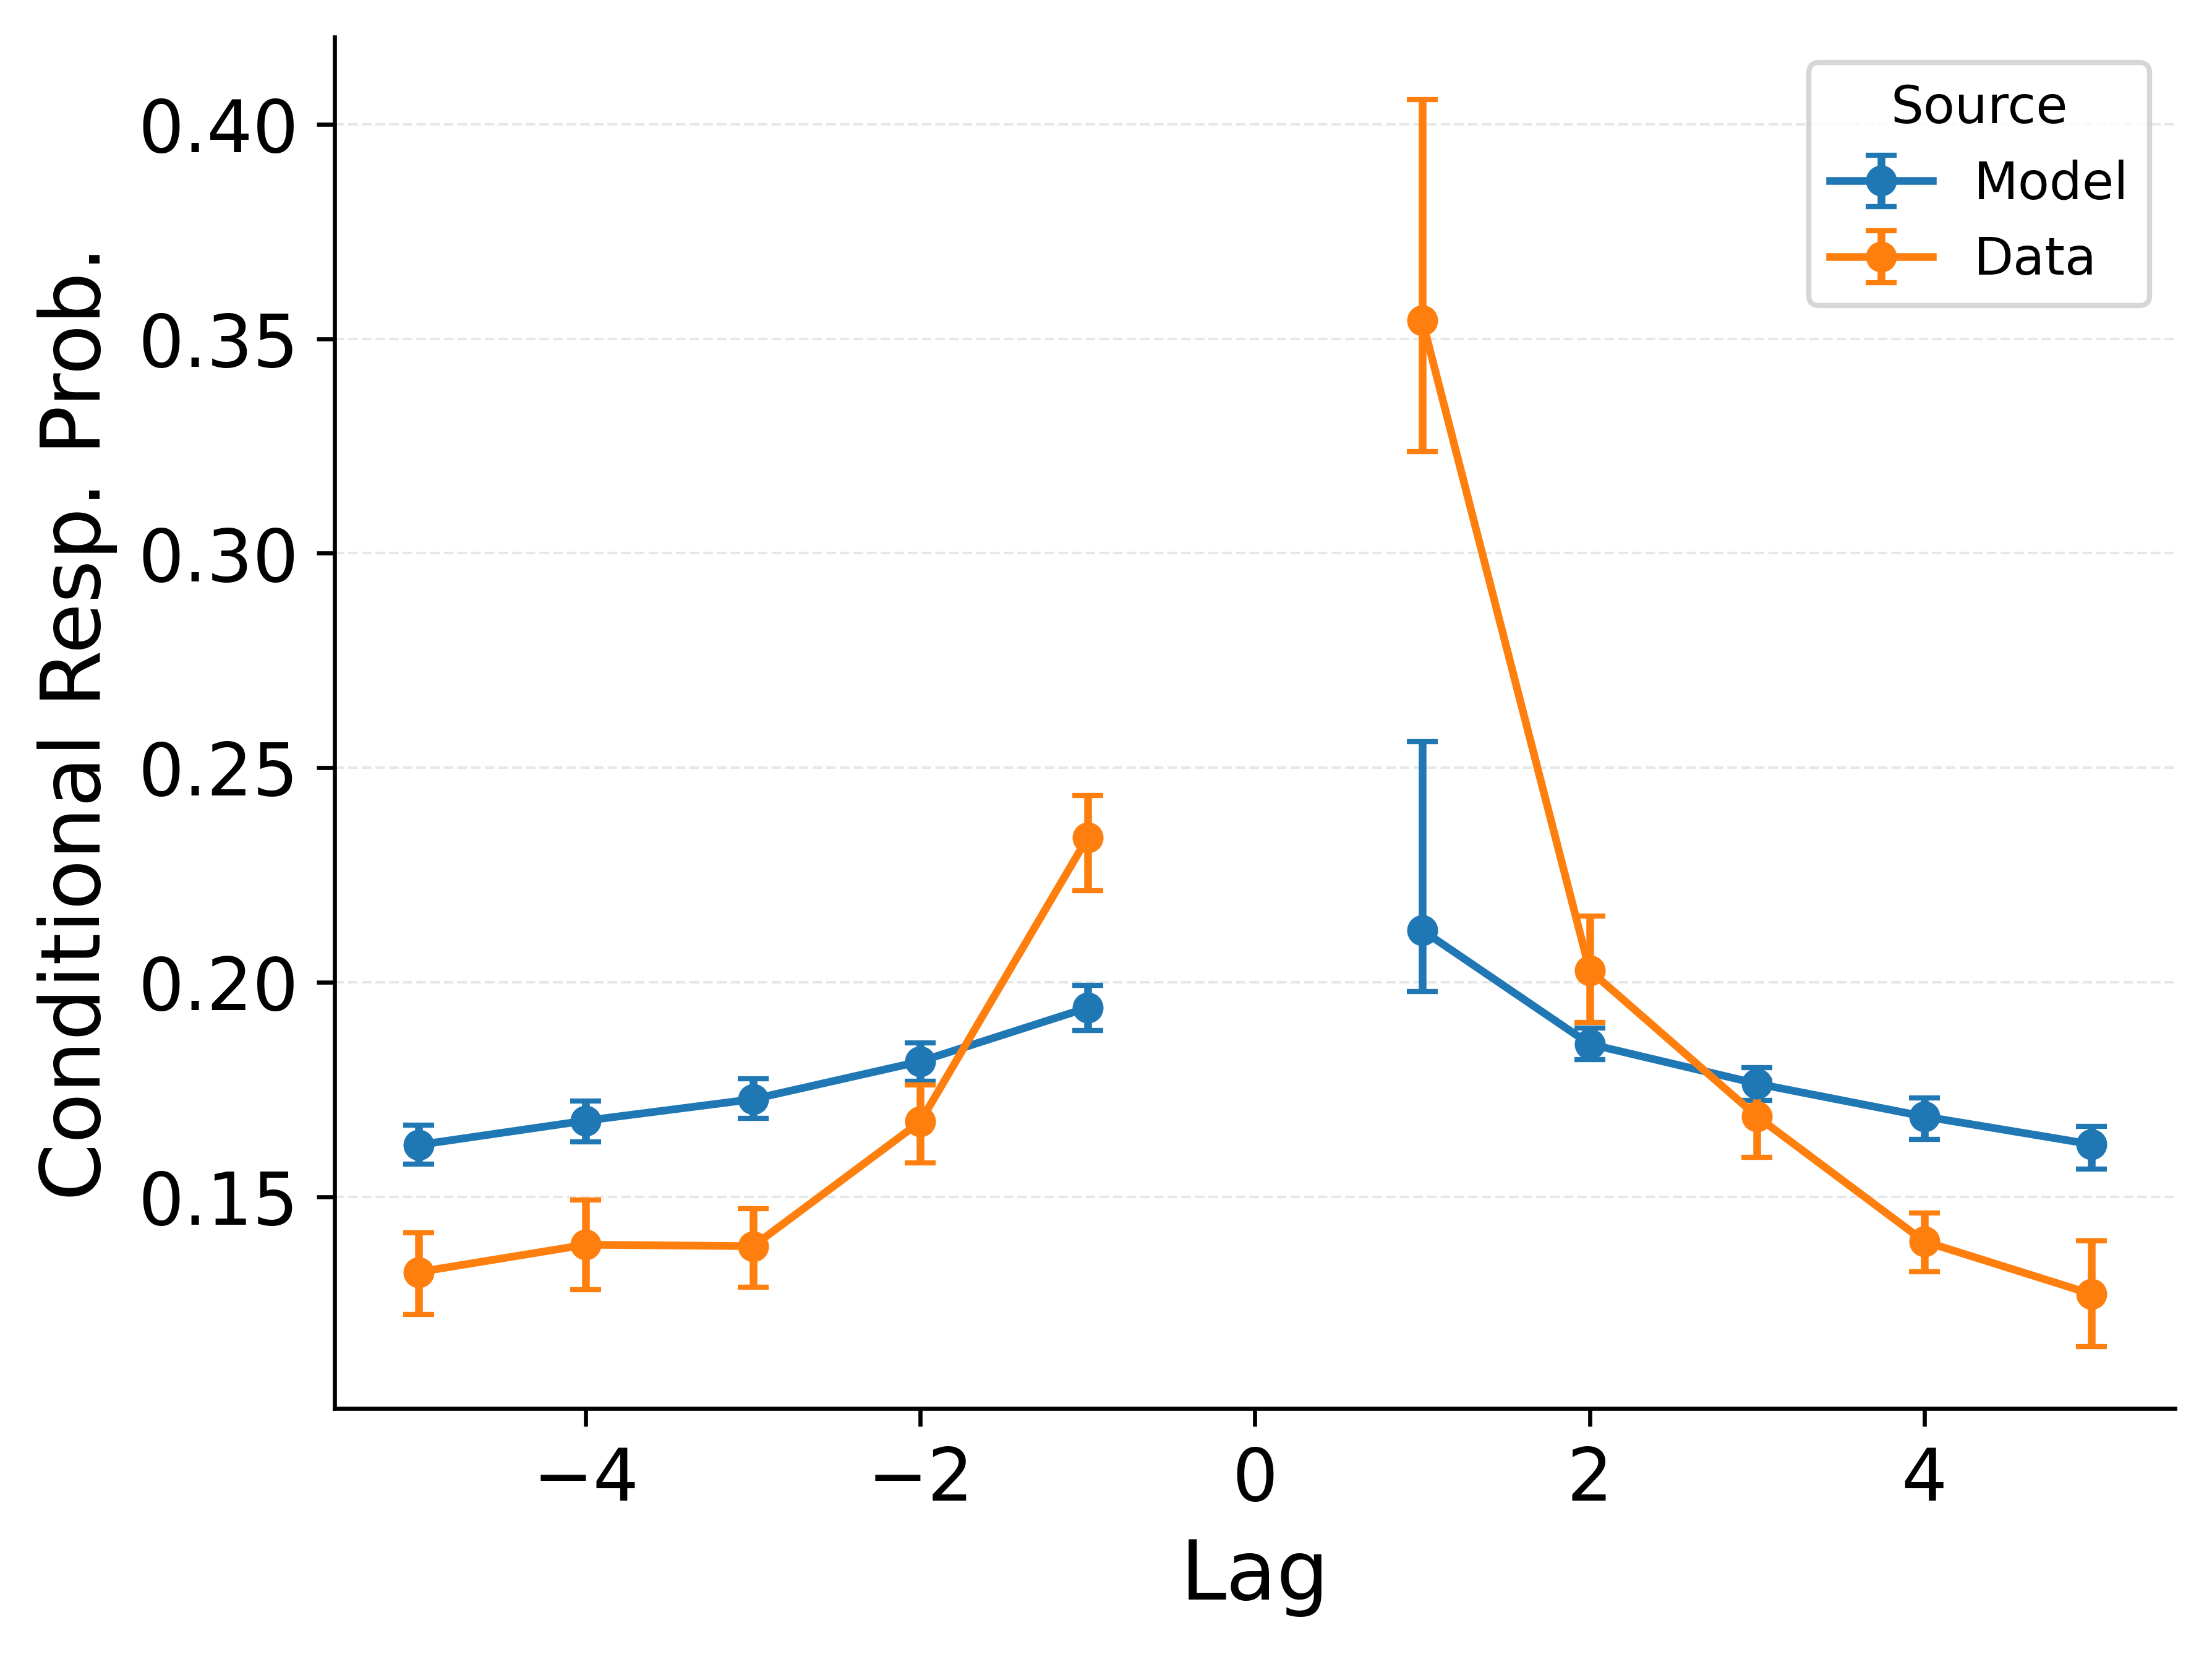 Source
Model
Data
Conditional Resp. Prob.
0.40
0.35
0.30
0.25
0.20
0.15
−4 −2 0 2 4
Lag